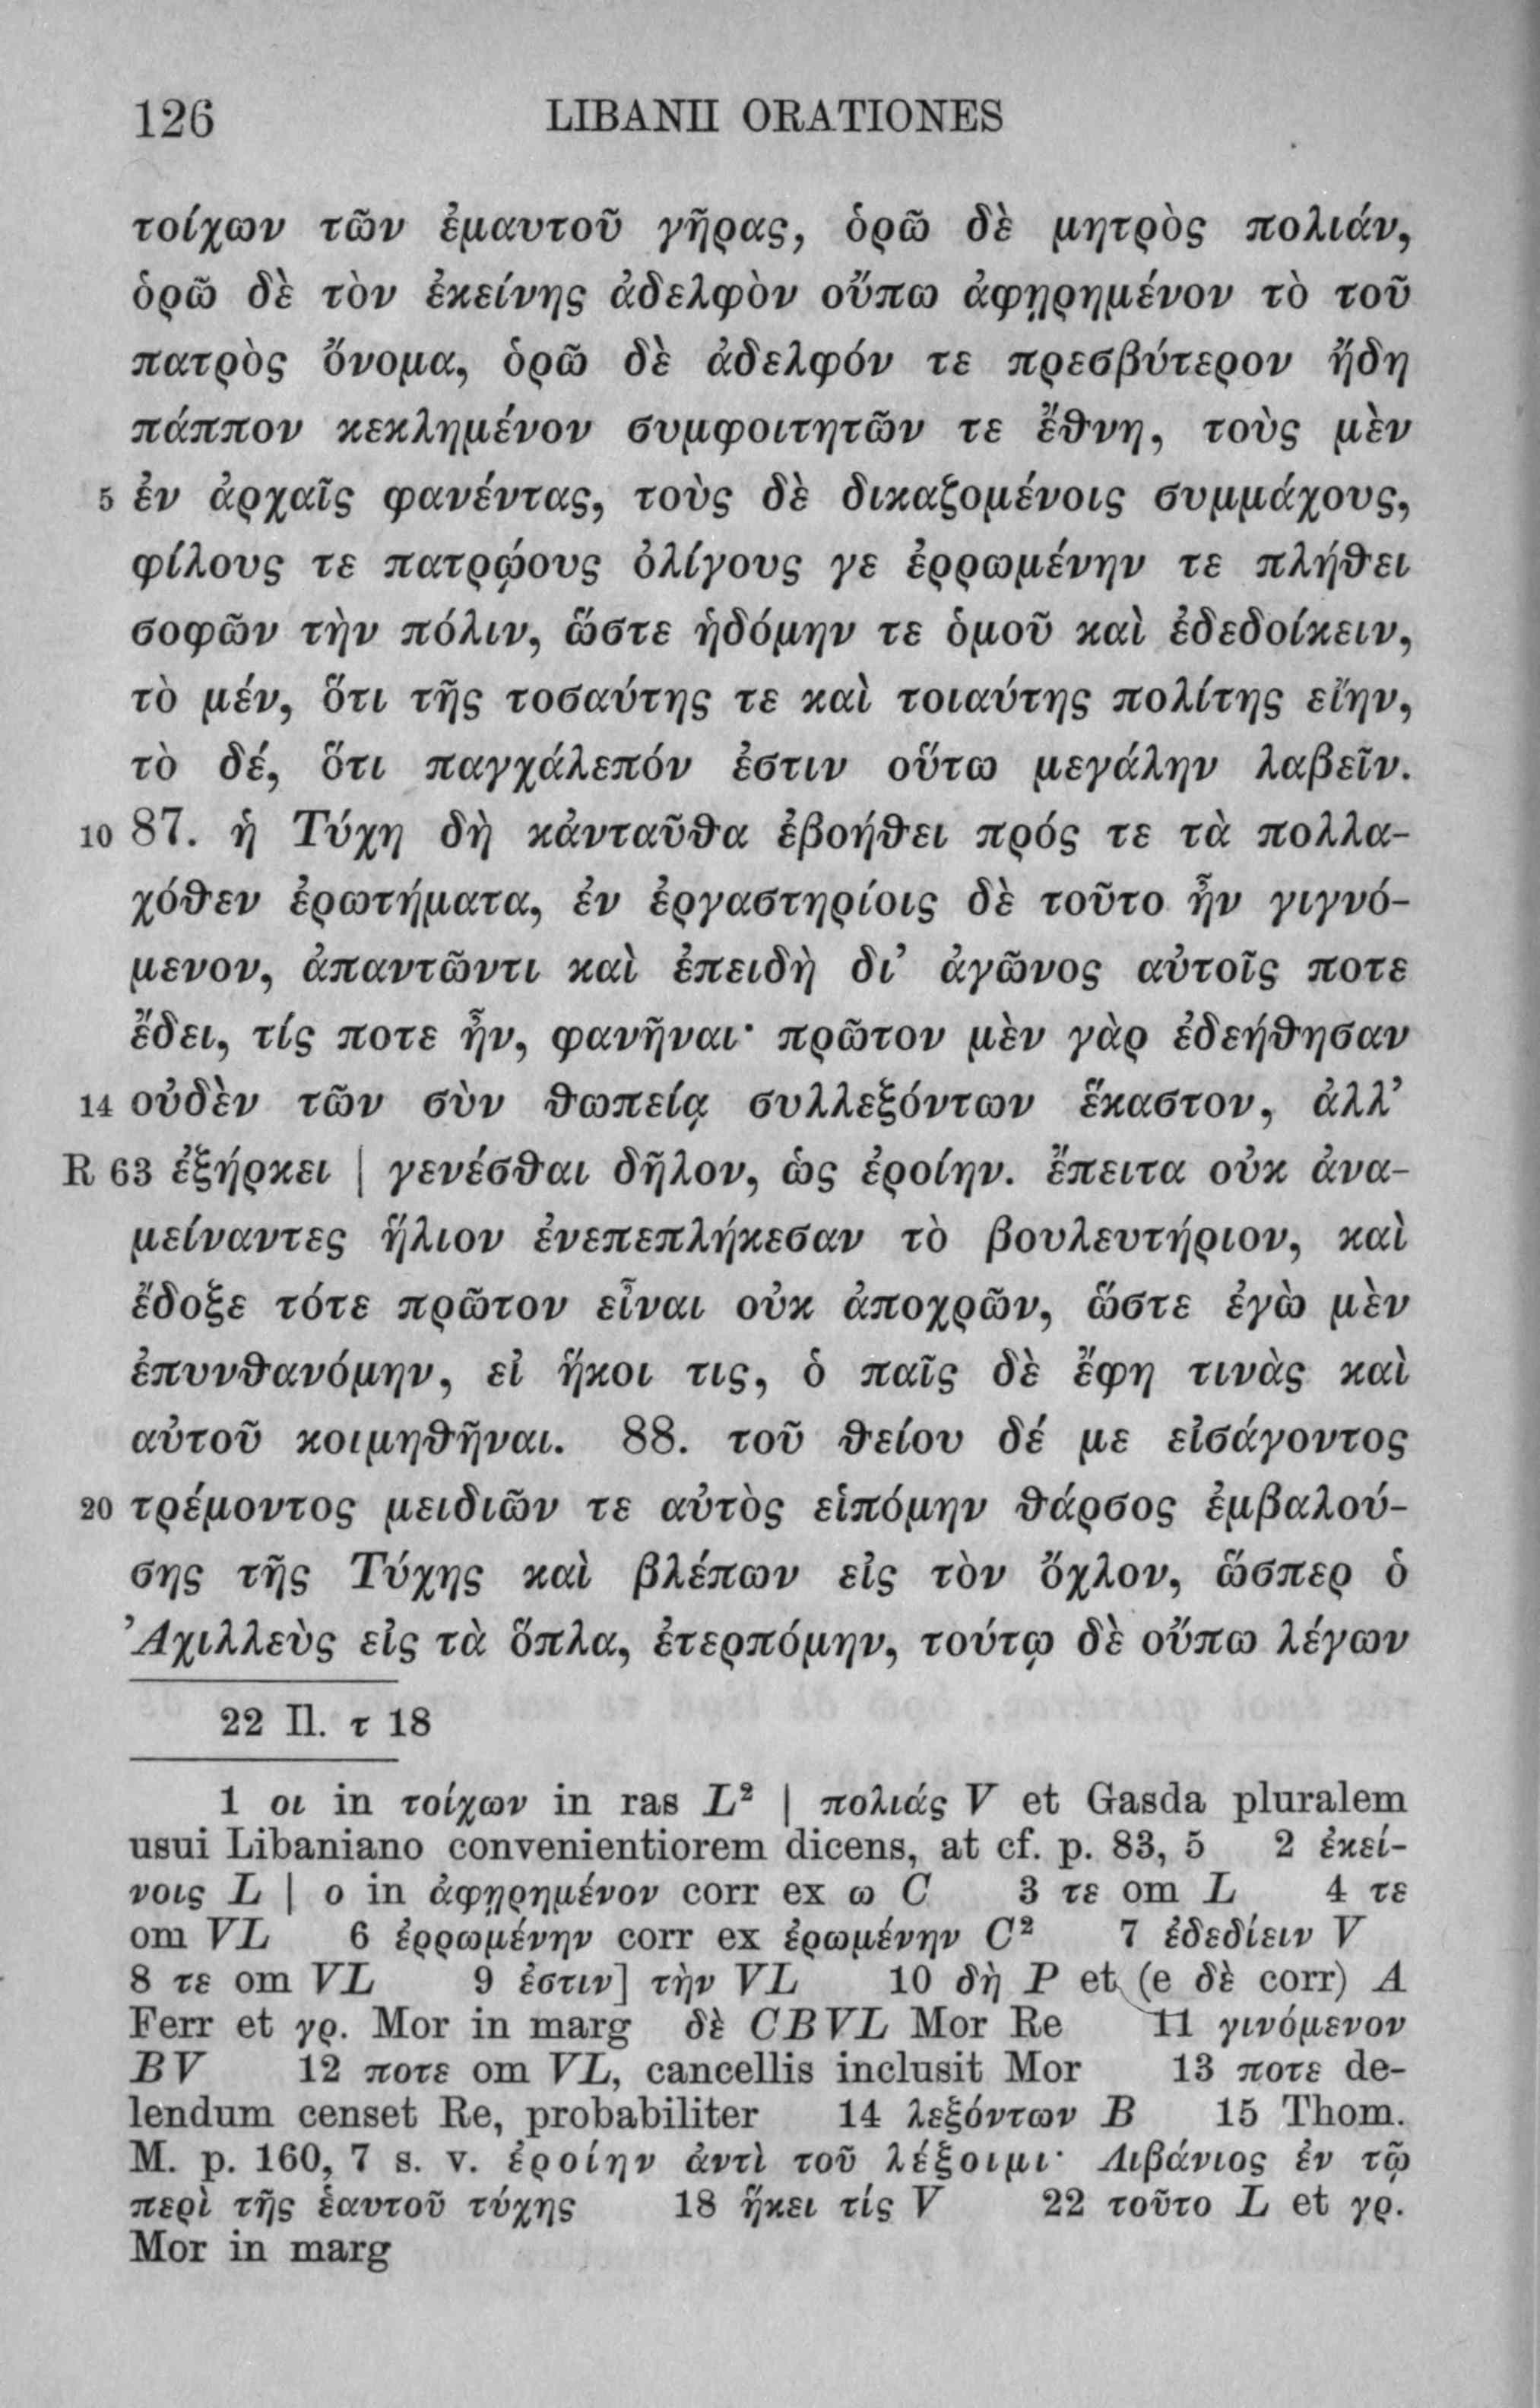 126 LIBANII ORATIONES
τοίχων τῶν ἐμαυτοῦ γῆρας, ὁρῶ δὲ μητρὸς πολιάν,
ὁρῶ δὲ τὸν ἐκείνης ἀδελφὸν οὔπω ἀφῃρημένον τὸ τοῦ
πατρὸς ὄνομα, ὁρῶ δὲ ἀδελφόν τε πρεσβύτερον ἤδη
πάππον κεκλημένον συμφοιτητῶν τε ἔθνη, τοὺς μὲν
5 ἐν ἀρχαῖς φανέντας, τοὺς δὲ δικαζομένοις συμμάχους,
φίλους τε πατρῴους ὀλίγους γε ἐρρωμένην τε πλήθει
σοφῶν τὴν πόλιν, ὥστε ἡδόμην τε ὁμοῦ καὶ ἐδεδοίκειν,
τὸ μέν, ὅτι τῆς τοσαύτης τε καὶ τοιαύτης πολίτης εἴην,
τὸ δέ, ὅτι παγχάλεπόν ἐστιν οὕτω μεγάλην λαβεῖν.
10 87. ἡ Τύχη δὴ κἀνταῦθα ἐβοήθει πρός τε τὰ πολλα-
χόθεν ἐρωτήματα, ἐν ἐργαστηρίοις δὲ τοῦτο ἦν γιγνό-
μενον, ἀπαντῶντι καὶ ἐπειδὴ δι’ ἀγῶνος αὐτοῖς ποτε
ἔδει, τίς ποτε ἦν, φανῆναι· πρῶτον μὲν γὰρ ἐδεήθησαν
14 οὐδὲν τῶν σὺν θωπείᾳ συλλεξόντων ἕκαστον, ἀλλ’
R 63 ἐξήρκει | γενέσθαι δῆλον, ὡς ἐροίην. ἔπειτα οὐκ ἀνα-
μείναντες ἥλιον ἐνεπεπλήκεσαν τὸ βουλευτήριον, καὶ
ἔδοξε τότε πρῶτον εἶναι οὐκ ἀποχρῶν, ὥστε ἐγὼ μὲν
ἐπυνθανόμην, εἰ ἥκοι τις, ὁ παῖς δὲ ἔφη τινὰς καὶ
αὐτοῦ κοιμηθῆναι. 88. τοῦ θείου δέ με εἰσάγοντος
20 τρέμοντος μειδιῶν τε αὐτὸς εἱπόμην θάρσος ἐμβαλού-
σης τῆς Τύχης καὶ βλέπων εἰς τὸν ὄχλον, ὥσπερ ὁ
Ἀχιλλεὺς εἰς τὰ ὅπλα, ἐτερπόμην, τούτῳ δὲ οὔπω λέγων
22 Il. τ 18
1 οι in τοίχων in ras L² | πολιάς V et Gasda pluralem
usui Libaniano convenientiorem dicens, at cf. p. 83, 5 2 ἐκεί-
νοις L | ο in ἀφῃρημένον corr ex ω C 3 τε om L 4 τε
om VL 6 ἐρρωμένην corr ex ἐρωμένην C² 7 ἐδεδίειν V
8 τε om VL 9 ἐστιν] τὴν VL 10 δὴ P et (e δὲ corr) A
Ferr et γρ. Mor in marg δὲ CBVL Mor Re 11 γινόμενον
BV 12 ποτε om VL, cancellis inclusit Mor 13 ποτε de-
lendum censet Re, probabiliter 14 λεξόντων B 15 Thom.
M. p. 160, 7 s. v. ἐροίην ἀντὶ τοῦ λέξοιμι· Λιβάνιος ἐν τῷ
περὶ τῆς ἑαυτοῦ τύχης 18 ἥκει τίς V 22 τοῦτο L et γρ.
Mor in marg